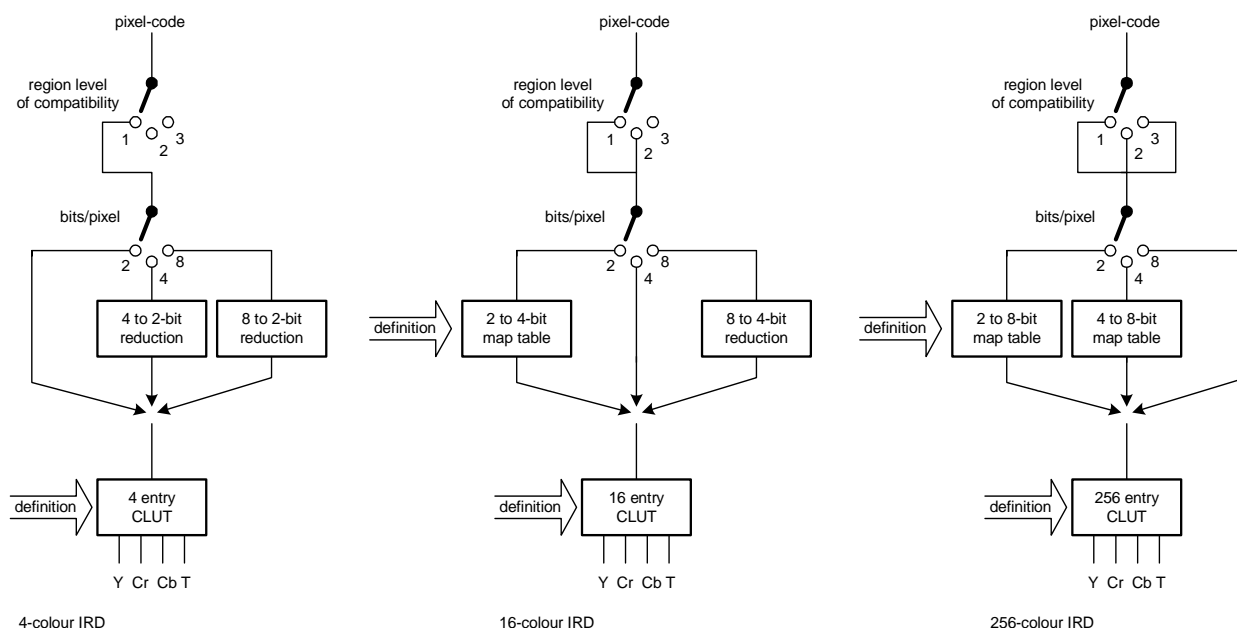 pixel-code
region level
of compatibility
1
2
3
bits/pixel
2
4
8
4 to 2-bit
reduction
8 to 2-bit
reduction
definition
4 entry
CLUT
Y Cr Cb T
4-colour IRD
pixel-code
region level
of compatibility
1
2
3
bits/pixel
2
4
8
definition
2 to 4-bit
map table
8 to 4-bit
reduction
definition
16 entry
CLUT
Y Cr Cb T
16-colour IRD
pixel-code
region level
of compatibility
1
2
3
bits/pixel
2
4
8
definition
2 to 8-bit
map table
4 to 8-bit
map table
definition
256 entry
CLUT
Y Cr Cb T
256-colour IRD